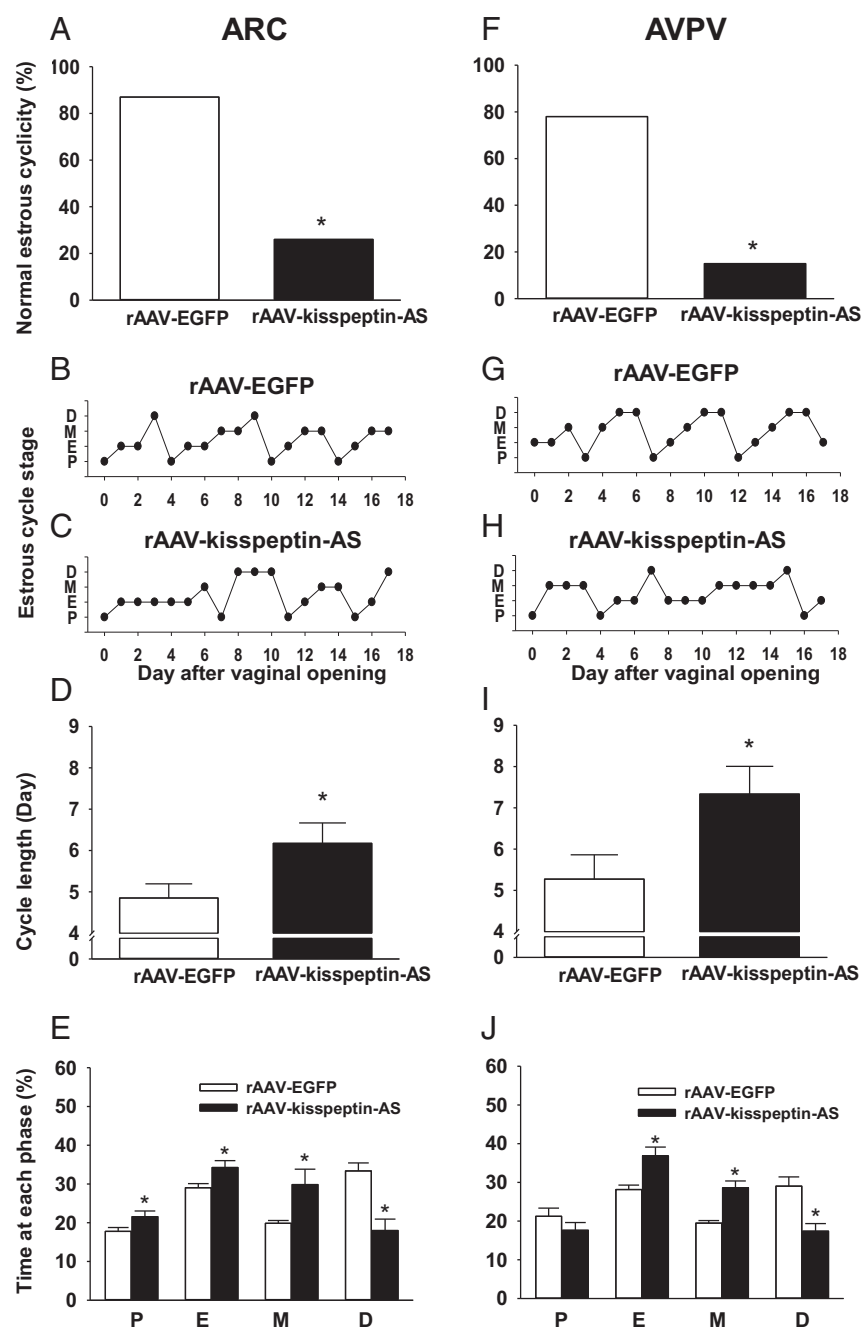 A
ARC
Normal estrous cyclicity (%)
100
80
60
40
20
0
*
rAAV-EGFP
rAAV-kisspeptin-AS
F
AVPV
100
80
60
40
20
0
*
rAAV-EGFP
rAAV-kisspeptin-AS
Estrous cycle stage
B
rAAV-EGFP
D
M
E
P
0 2 4 6 8 10 12 14 16 18
C
rAAV-kisspeptin-AS
D
M
E
P
0 2 4 6 8 10 12 14 16 18
Day after vaginal opening
G
rAAV-EGFP
D
M
E
P
0 2 4 6 8 10 12 14 16 18
H
rAAV-kisspeptin-AS
D
M
E
P
0 2 4 6 8 10 12 14 16 18
Day after vaginal opening
D
Cycle length (Day)
9
8
7
6
5
4
0
*
rAAV-EGFP
rAAV-kisspeptin-AS
I
9
8
7
6
5
4
0
*
rAAV-EGFP
rAAV-kisspeptin-AS
E
Time at each phase (%)
60
50
40
30
20
10
0
rAAV-EGFP
rAAV-kisspeptin-AS
* * * *
P E M D
J
60
50
40
30
20
10
0
rAAV-EGFP
rAAV-kisspeptin-AS
* * *
P E M D